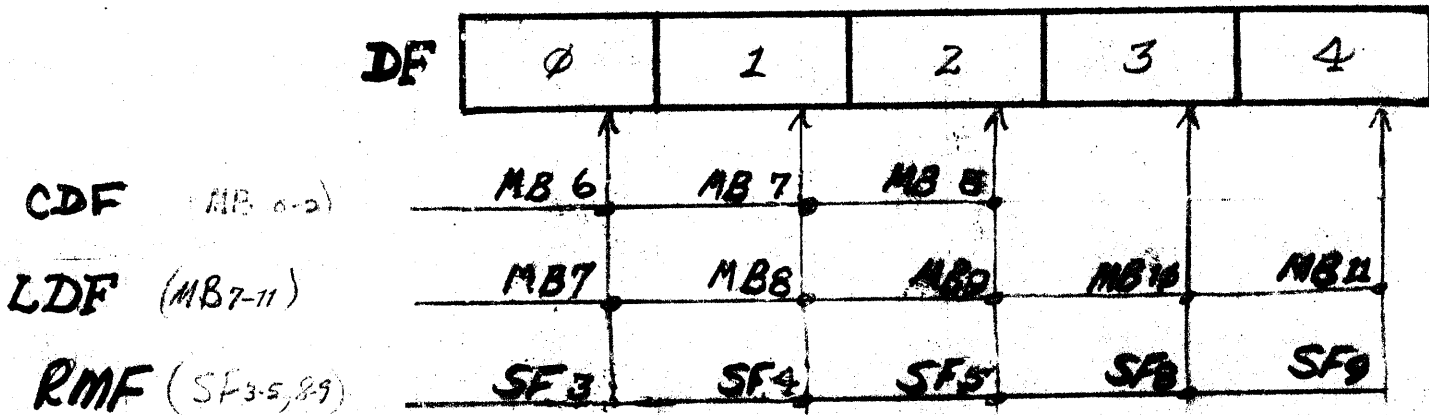 DF Ø 1 2 3 4
MB 6 MB 7 MB 8
CDF (MB 6-8)
MB7 MB8 MB9 MB1Ø MB11
LDF (MB7-11)
SF3 SF4 SF5 SF8 SF9
RMF (SF3-5, 8-9)